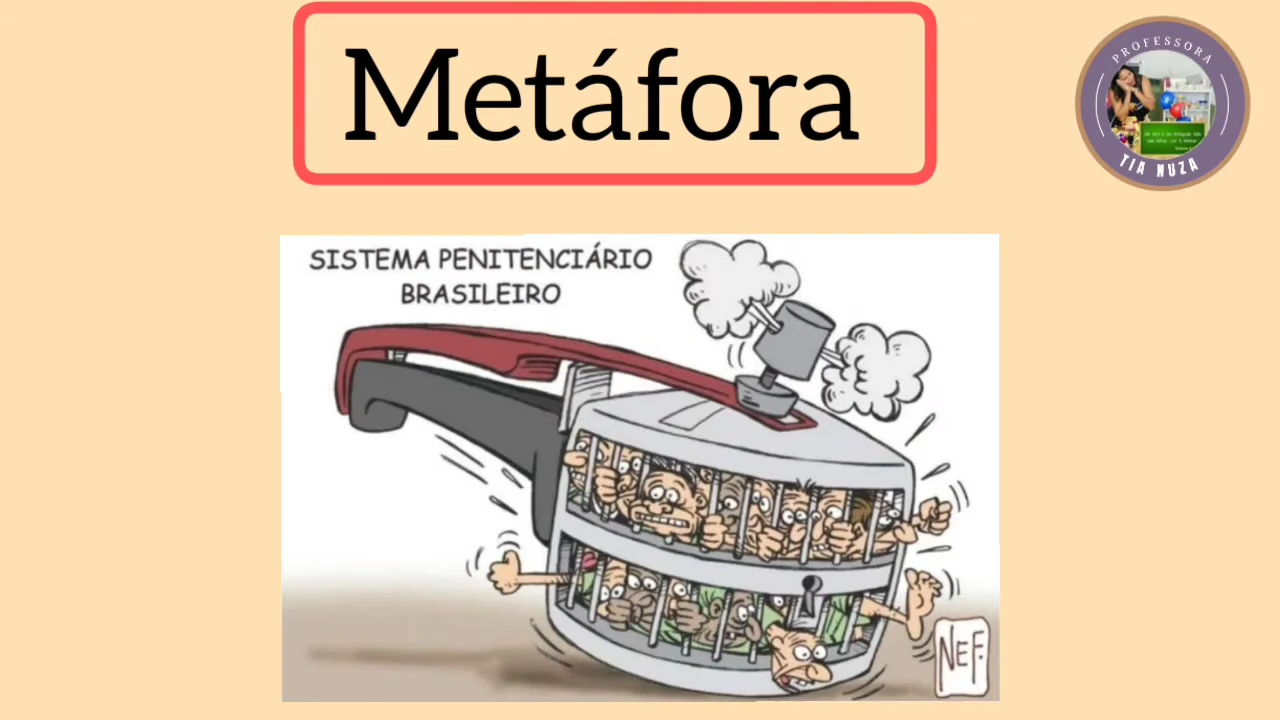 Metáfora
PROFESSORA
TIA NUZA
SISTEMA PENITENCIÁRIO
BRASILEIRO
NEF.